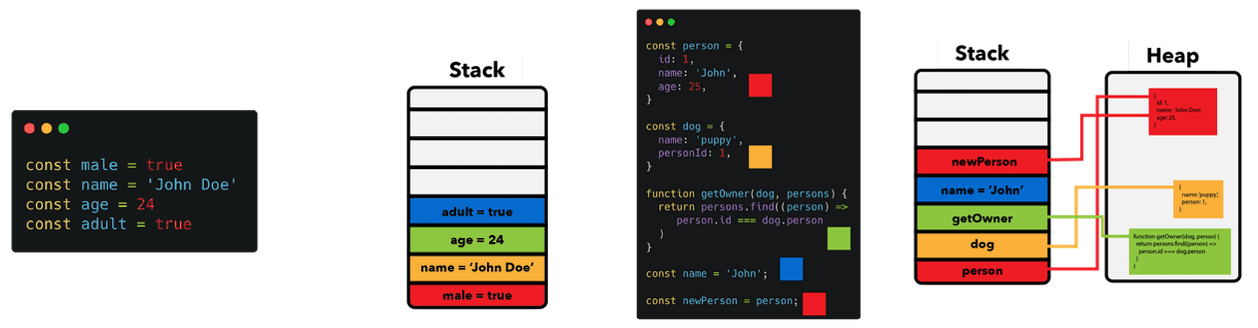 const male = true
const name = 'John Doe'
const age = 24
const adult = true
Stack
adult = true
age = 24
name = ‘John Doe’
male = true
const person = {
id: 1,
name: 'John',
age: 25,
}
const dog = {
name: 'puppy',
personId: 1,
}
function getOwner(dog, persons) {
return persons.find((person) =>
person.id === dog.person
)
}
const name = 'John';
const newPerson = person;
Stack
newPerson
name = ‘John’
getOwner
dog
person
Heap
{
id: 1,
name: 'John Doe',
age: 25,
}
{
name: 'puppy',
person: 1,
}
function getOwner(dog, person) {
return persons.find((person) =>
person.id === dog.person
)
}